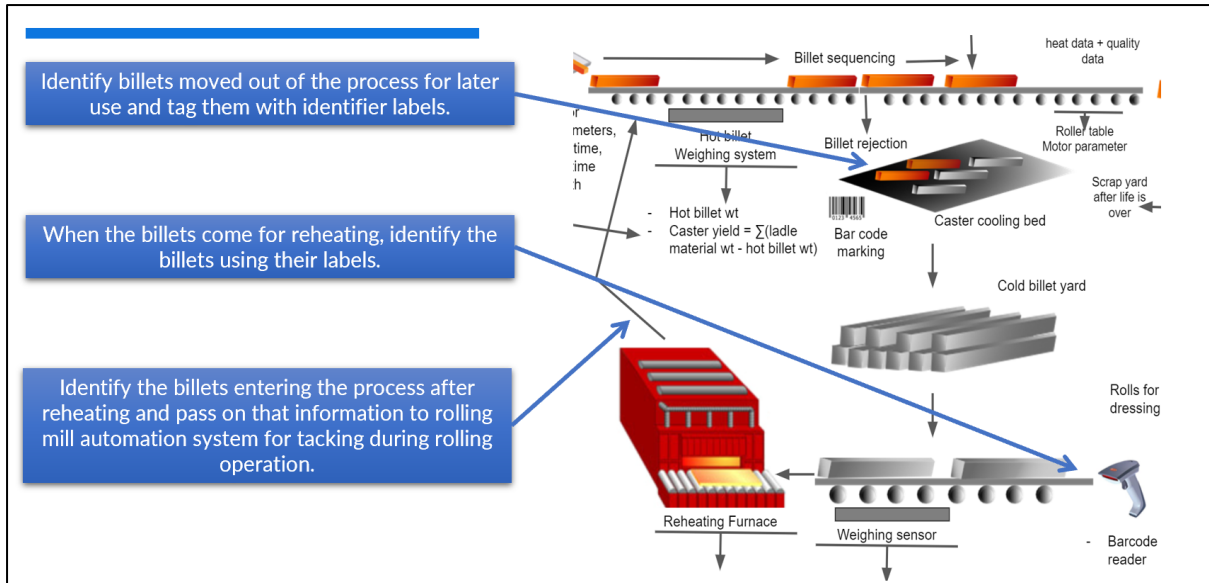 Identify billets moved out of the process for later
use and tag them with identifier labels.
When the billets come for reheating, identify the
billets using their labels.
Identify the billets entering the process after
reheating and pass on that information to rolling
mill automation system for tacking during rolling
operation.
Billet sequencing
heat data + quality
data
or
meters,
time,
time
th
Hot billet
Weighing system
Billet rejection
Roller table
Motor parameter
Scrap yard
after life is
over
- Hot billet wt
- Caster yield = ∑(ladle
material wt - hot billet wt)
0123 4565
Bar code
marking
Caster cooling bed
Cold billet yard
Rolls for
dressing
Reheating Furnace
Weighing sensor
- Barcode
reader